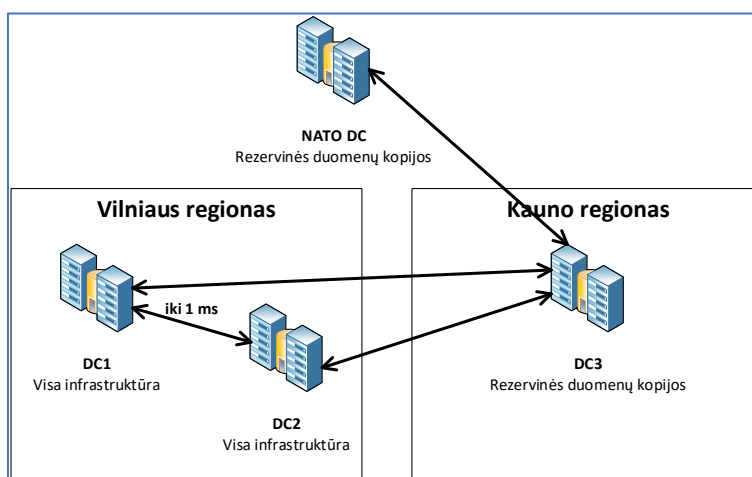 NATO DC
Rezervinės duomenų kopijos
Vilniaus regionas
Kauno regionas
iki 1 ms
DC1
Visa infrastruktūra
DC2
Visa infrastruktūra
DC3
Rezervinės duomenų kopijos